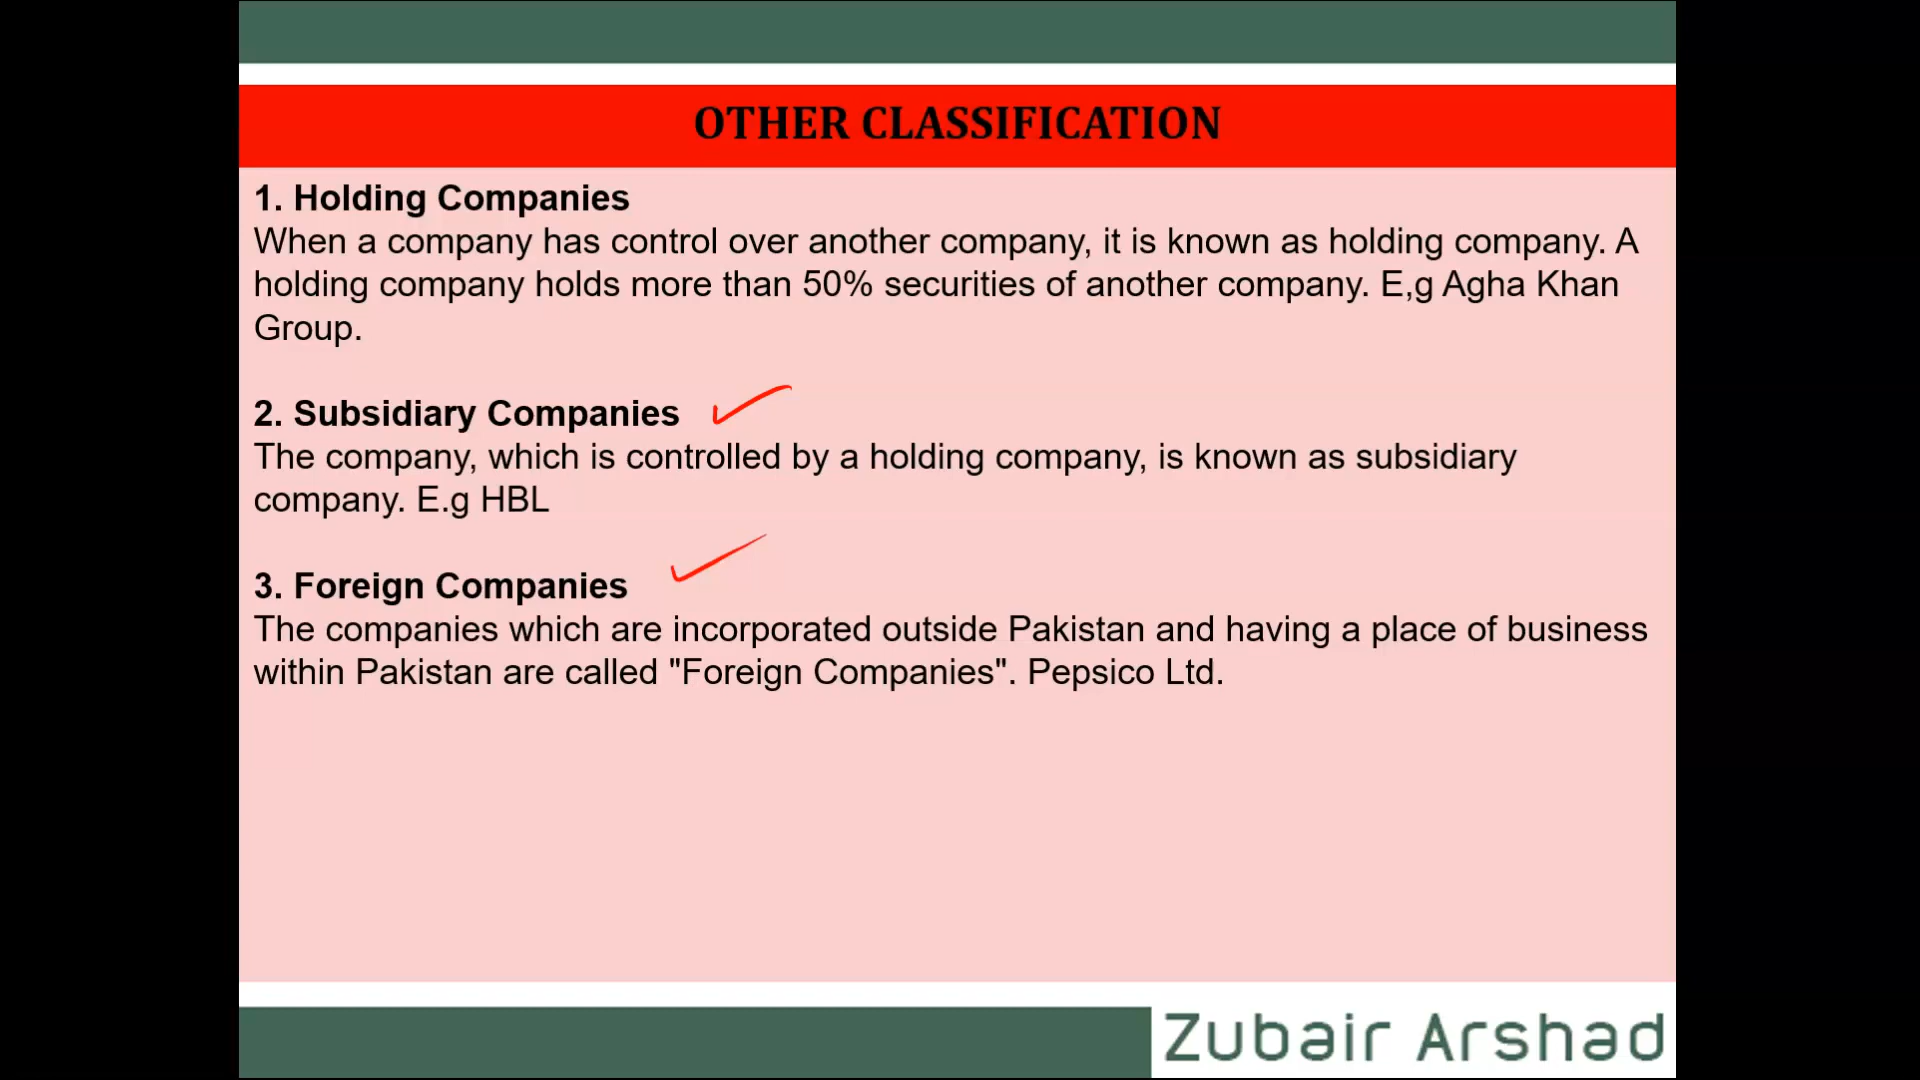 OTHER CLASSIFICATION
1. Holding Companies
When a company has control over another company, it is known as holding company. A
holding company holds more than 50% securities of another company. E,g Agha Khan
Group.
2. Subsidiary Companies
The company, which is controlled by a holding company, is known as subsidiary
company. E.g HBL
3. Foreign Companies
The companies which are incorporated outside Pakistan and having a place of business
within Pakistan are called "Foreign Companies". Pepsico Ltd.
Zubair Arshad